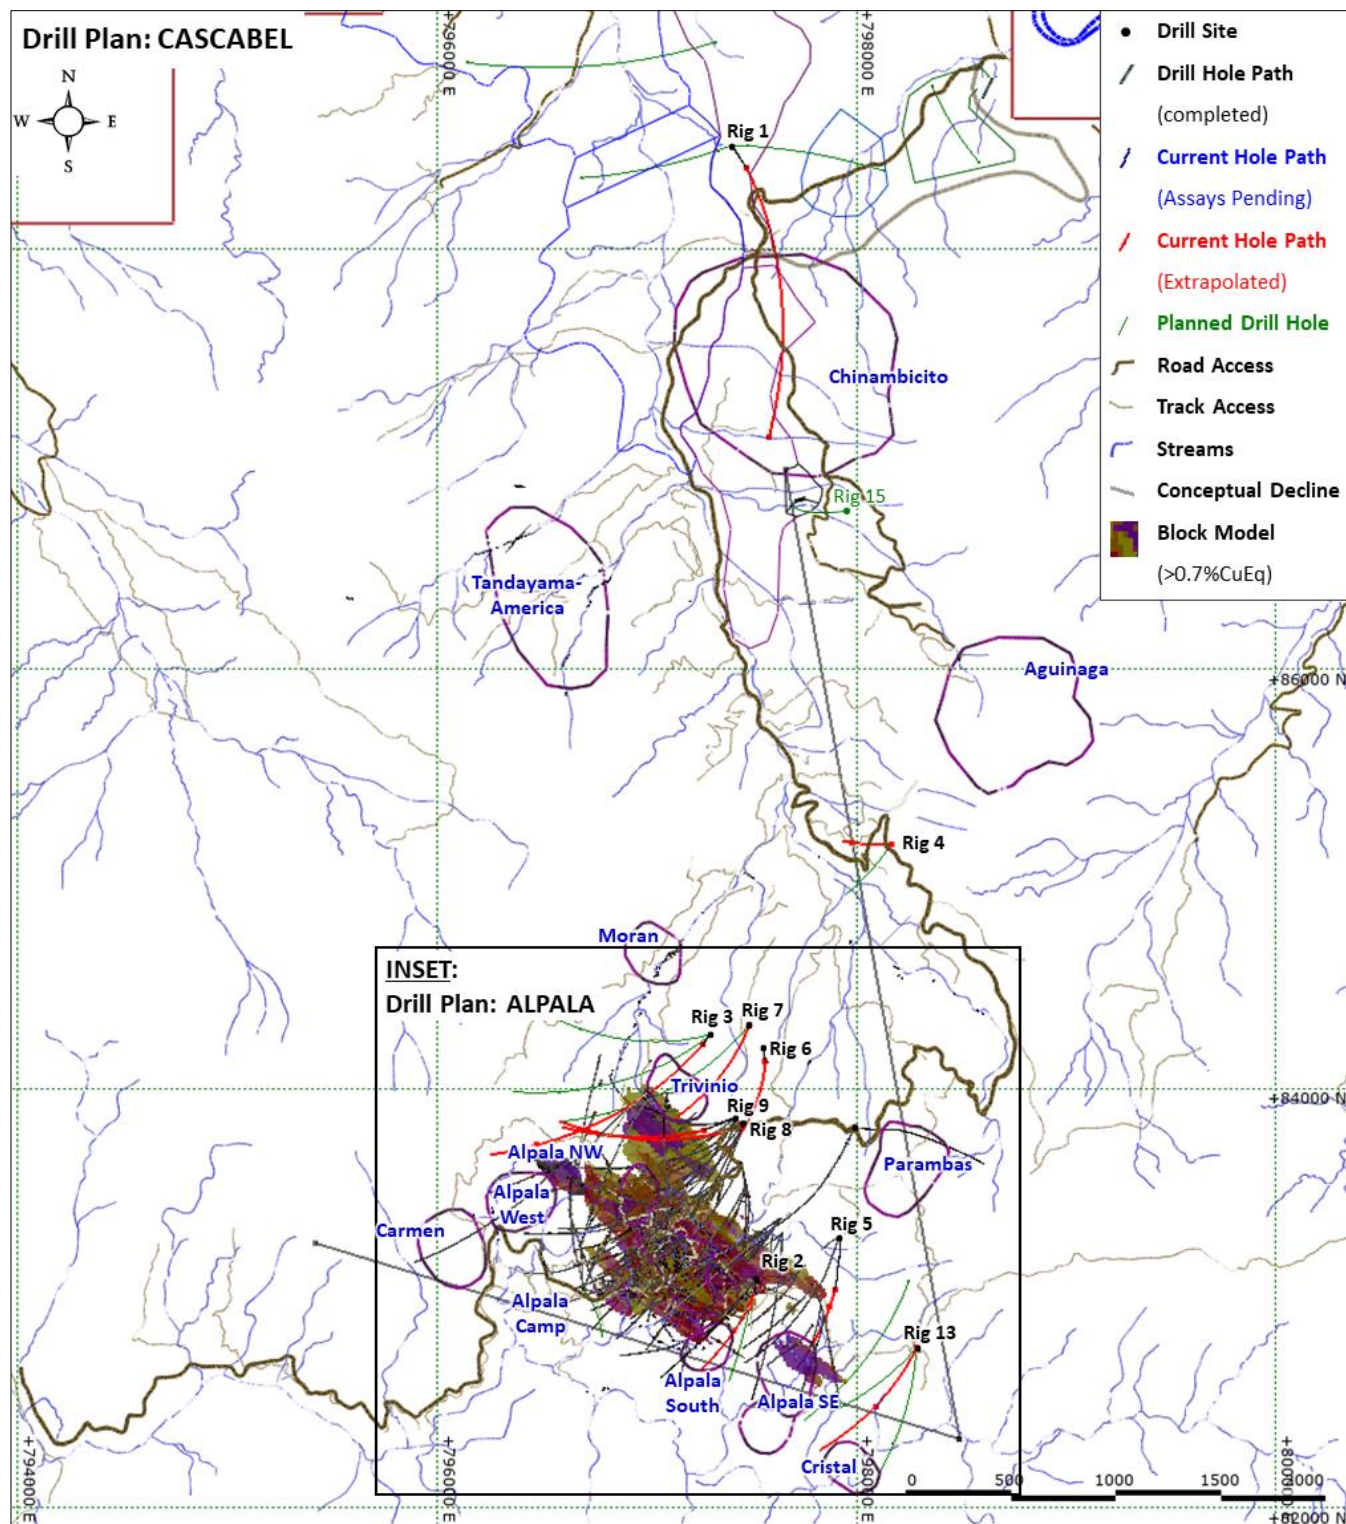 Drill Plan: CASCABEL
N
W E
S
+796000 E
+798000 E
Drill Site
Drill Hole Path
(completed)
Current Hole Path
(Assays Pending)
Current Hole Path
(Extrapolated)
Planned Drill Hole
Road Access
Track Access
Streams
Conceptual Decline
Block Model
(>0.7%CuEq)
Rig 1
Chinambicito
Rig 15
Tandayama-
America
Aguinaga
+86000 N
Rig 4
Moran
INSET:
Drill Plan: ALPALA
Rig 3
Rig 7
Rig 6
Trivinio
+84000 N
Rig 9
Rig 8
Alpala NW
Parambas
Alpala
West
Carmen
Rig 5
Rig 2
Alpala
Camp
Rig 13
Alpala
South
Alpala SE
Cristal
0 500 1000 1500 2000
+794000 E
+796000 E
+798000 E
+800000 E
+82000 N